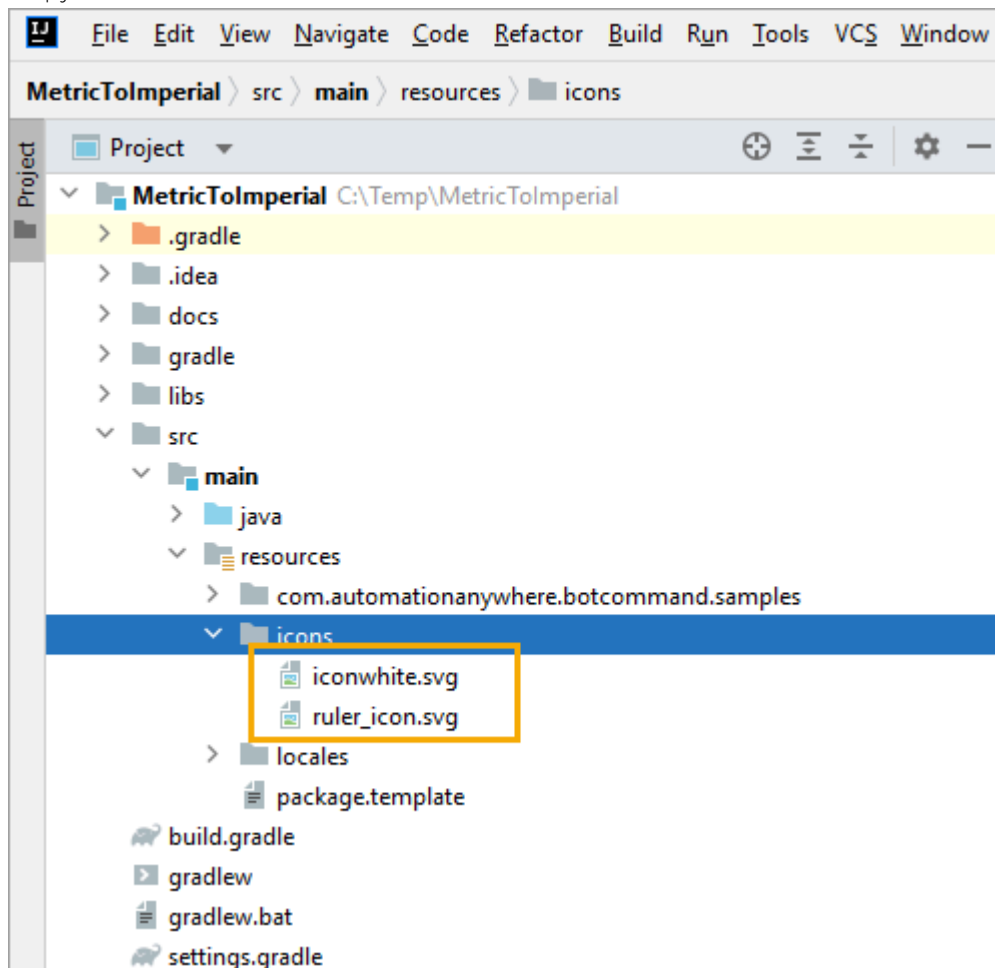 IJ File Edit View Navigate Code Refactor Build Run Tools VCS Window
MetricToImperial src main resources icons
Project
Project
MetricToImperial C:\Temp\MetricToImperial
.gradle
.idea
docs
gradle
libs
src
main
java
resources
com.automationanywhere.botcommand.samples
icons
iconwhite.svg
ruler_icon.svg
locales
package.template
build.gradle
gradlew
gradlew.bat
settings.gradle